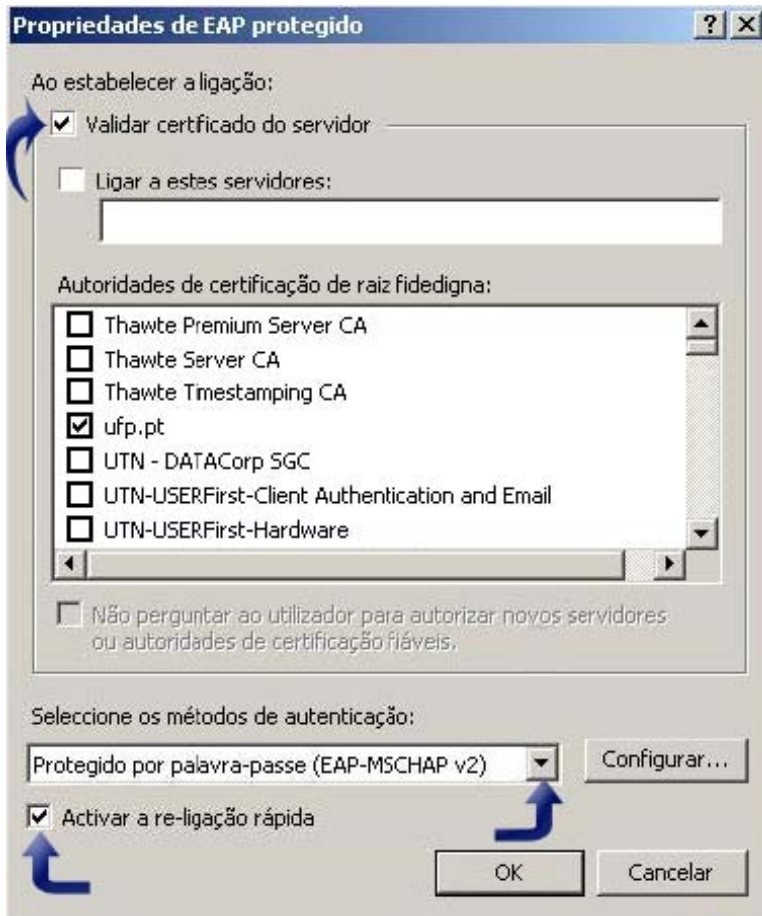 Propriedades de EAP protegido
Ao estabelecer a ligação:
Validar certficado do servidor
Ligar a estes servidores:
Autoridades de certificação de raiz fidedigna:
Thawte Premium Server CA
Thawte Server CA
Thawte Timestamping CA
ufp.pt
UTN - DATACorp SGC
UTN-USERFirst-Client Authentication and Email
UTN-USERFirst-Hardware
Não perguntar ao utilizador para autorizar novos servidores
ou autoridades de certificação fiáveis.
Seleccione os métodos de autenticação:
Protegido por palavra-passe (EAP-MSCHAP v2)
Configurar...
Activar a re-ligação rápida
OK
Cancelar